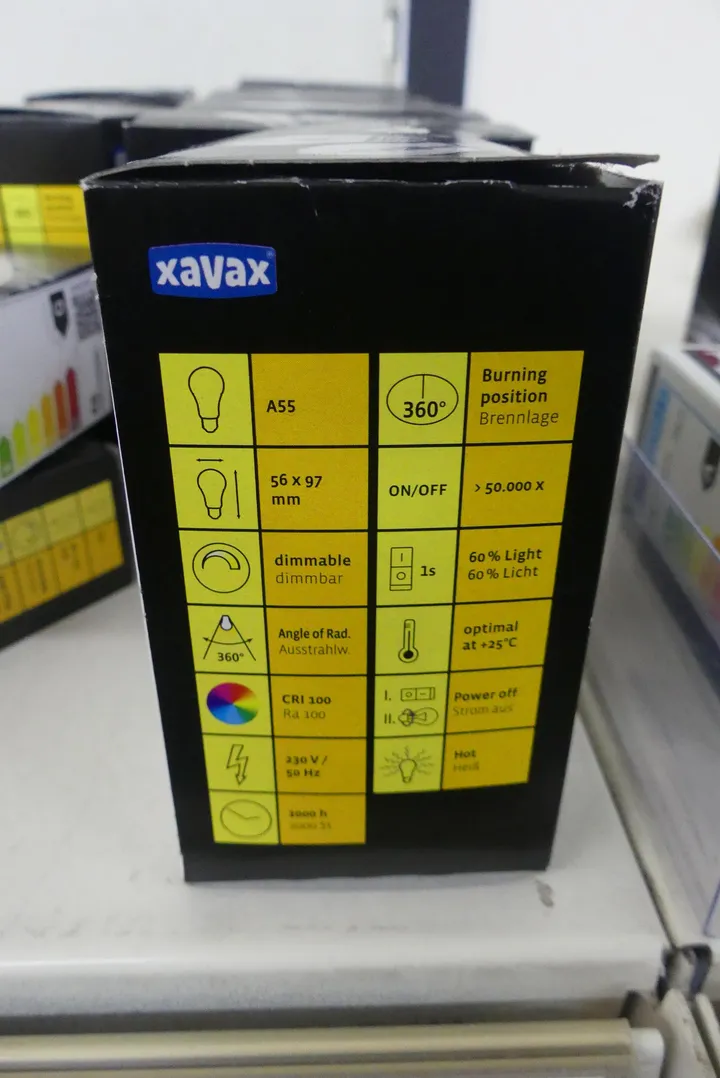 xavax
A55
56 x 97
mm
dimmable
dimmbar
360°
Angle of Rad.
Ausstrahlw.
CRI 100
Ra 100
230 V /
50 Hz
2000 h
360°
Burning
position
Brennlage
ON/OFF
> 50.000 x
1s
60 % Light
60 % Licht
optimal
at +25°C
I.
II.
Power off
Strom aus
Hot
Heiß